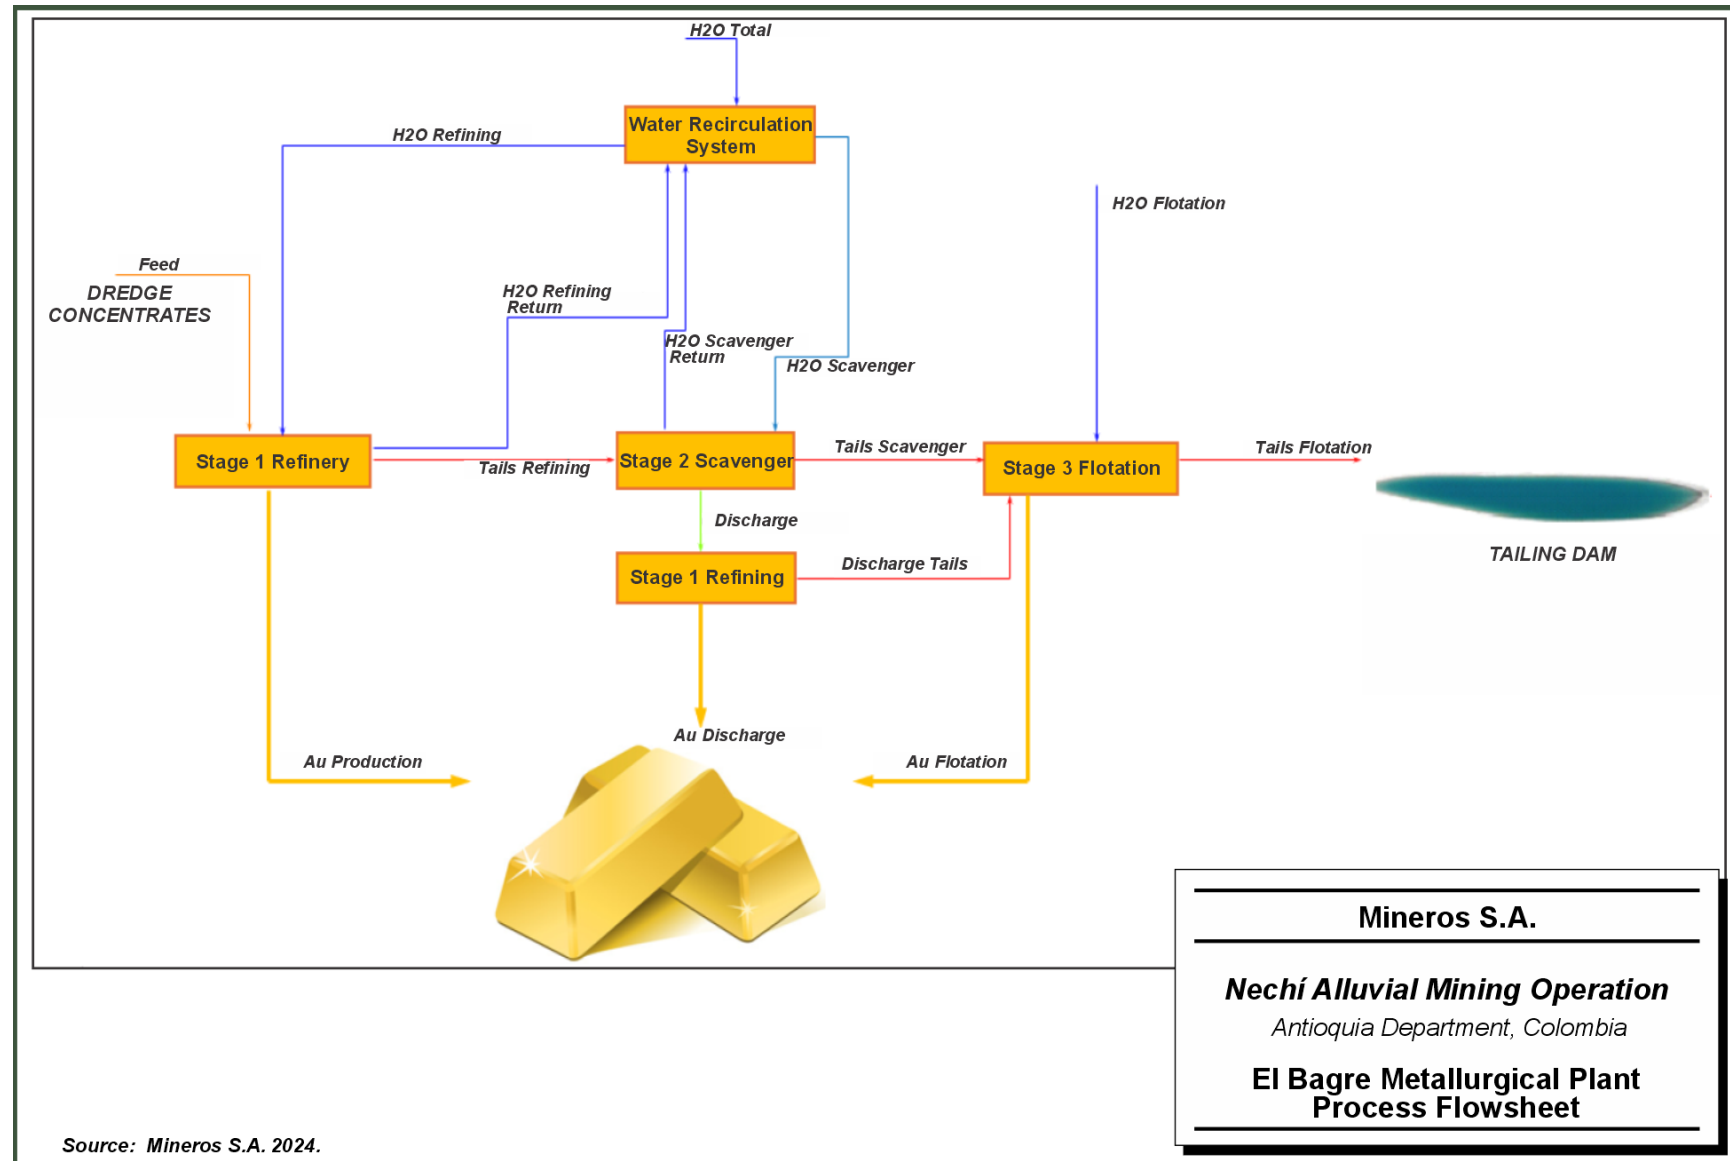 H2O Total
Water Recirculation
System
H2O Refining
H2O Flotation
Feed
DREDGE
CONCENTRATES
H2O Refining
Return
H2O Scavenger
Return
H2O Scavenger
Stage 1 Refinery
Tails Refining
Stage 2 Scavenger
Tails Scavenger
Stage 3 Flotation
Tails Flotation
Discharge
TAILING DAM
Stage 1 Refining
Discharge Tails
Au Discharge
Au Production
Au Flotation
Mineros S.A.
Nechí Alluvial Mining Operation
Antioquia Department, Colombia
El Bagre Metallurgical Plant
Process Flowsheet
Source: Mineros S.A. 2024.